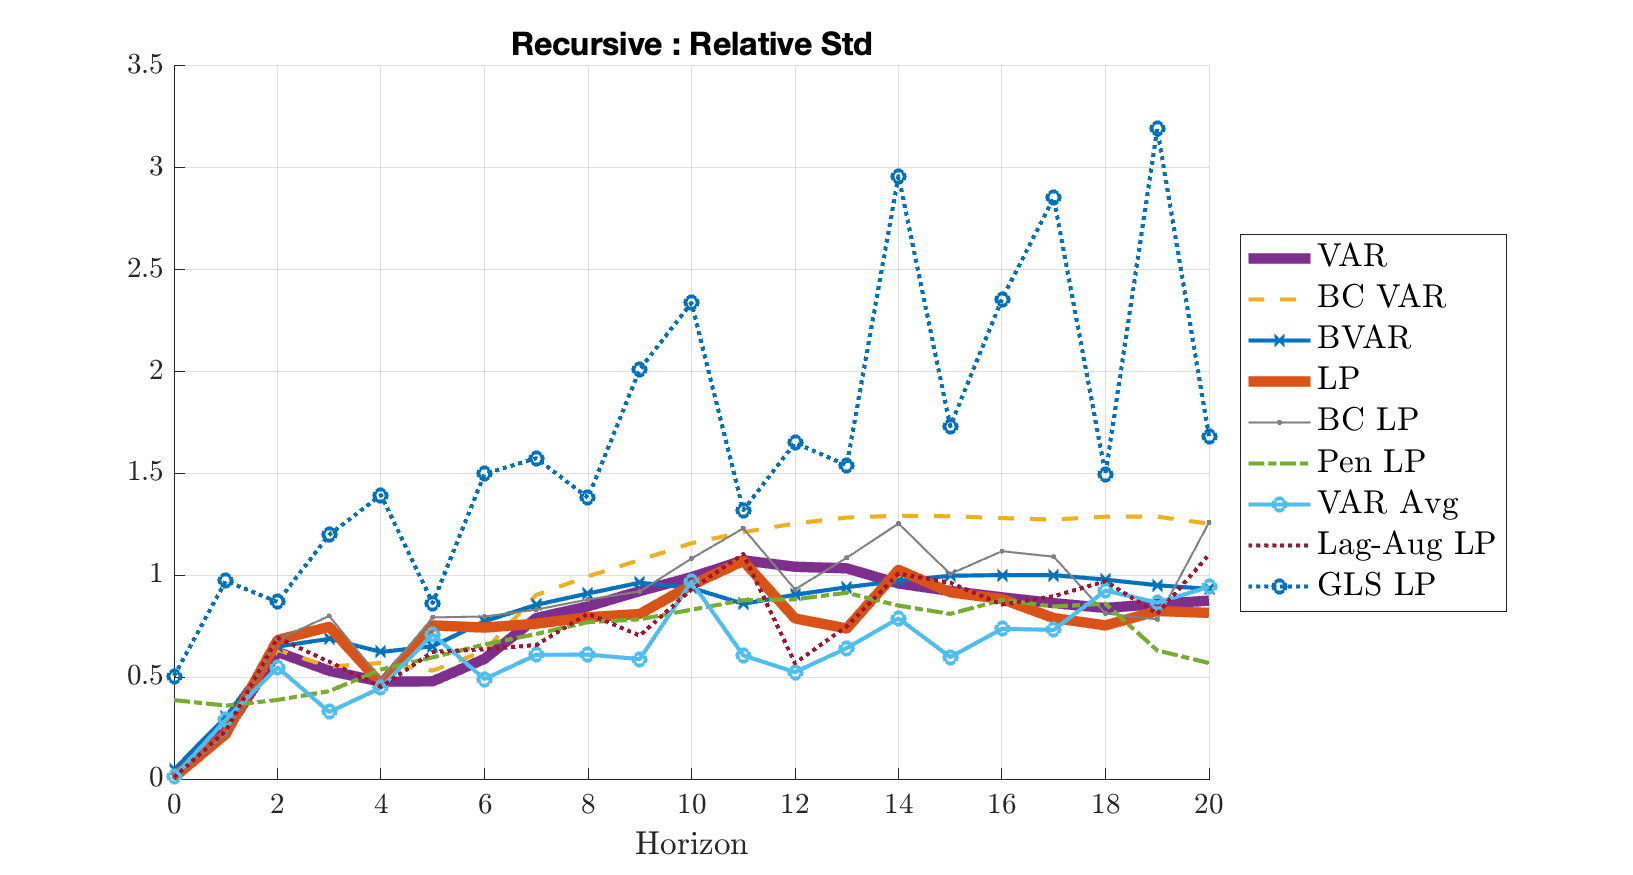 Recursive : Relative Std
3.5
3
2.5
2
1.5
1
0.5
0
0 2 4 6 8 10 12 14 16 18 20
Horizon
VAR
BC VAR
BVAR
LP
BC LP
Pen LP
VAR Avg
Lag-Aug LP
GLS LP